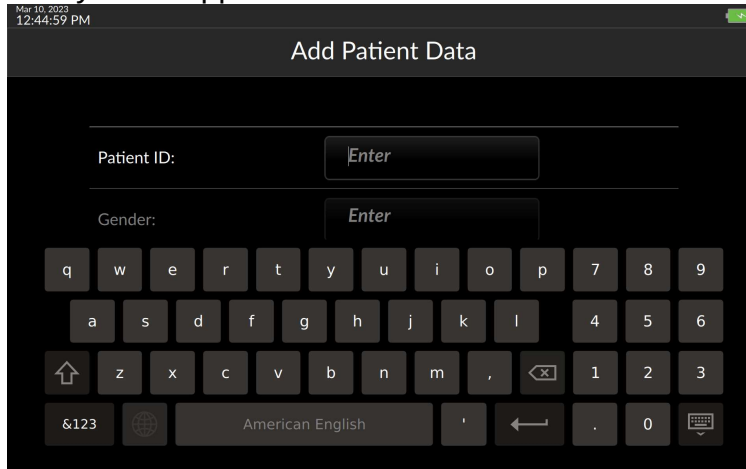 Mar 10, 2023
12:44:59 PM
Add Patient Data
Patient ID: Enter
Gender: Enter
q w e r t y u i o p 7 8 9
a s d f g h j k l 4 5 6
z x c v b n m , 1 2 3
&123 American English ' . 0